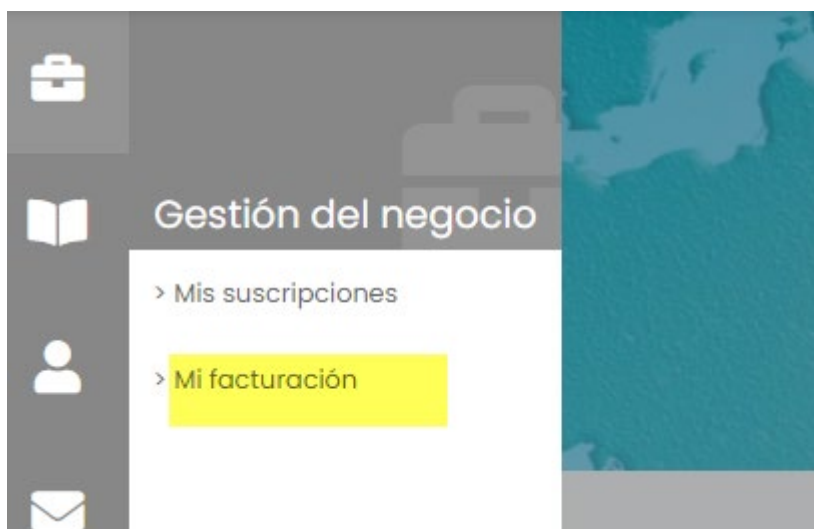 Gestión del negocio
> Mis suscripciones
> Mi facturación